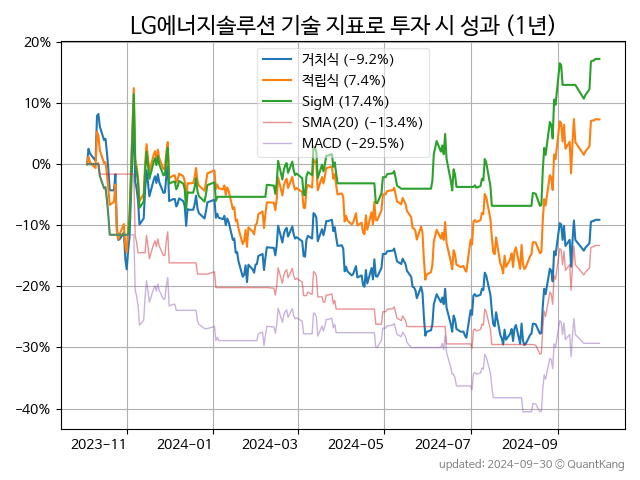 LG에너지솔루션 기술 지표로 투자 시 성과 (1년)
20%
10%
0%
−10%
−20%
−30%
−40%
거치식 (−9.2%)
적립식 (7.4%)
SigM (17.4%)
SMA(20) (−13.4%)
MACD (−29.5%)
2023-11
2024-01
2024-03
2024-05
2024-07
2024-09
updated: 2024-09-30 © QuantKang